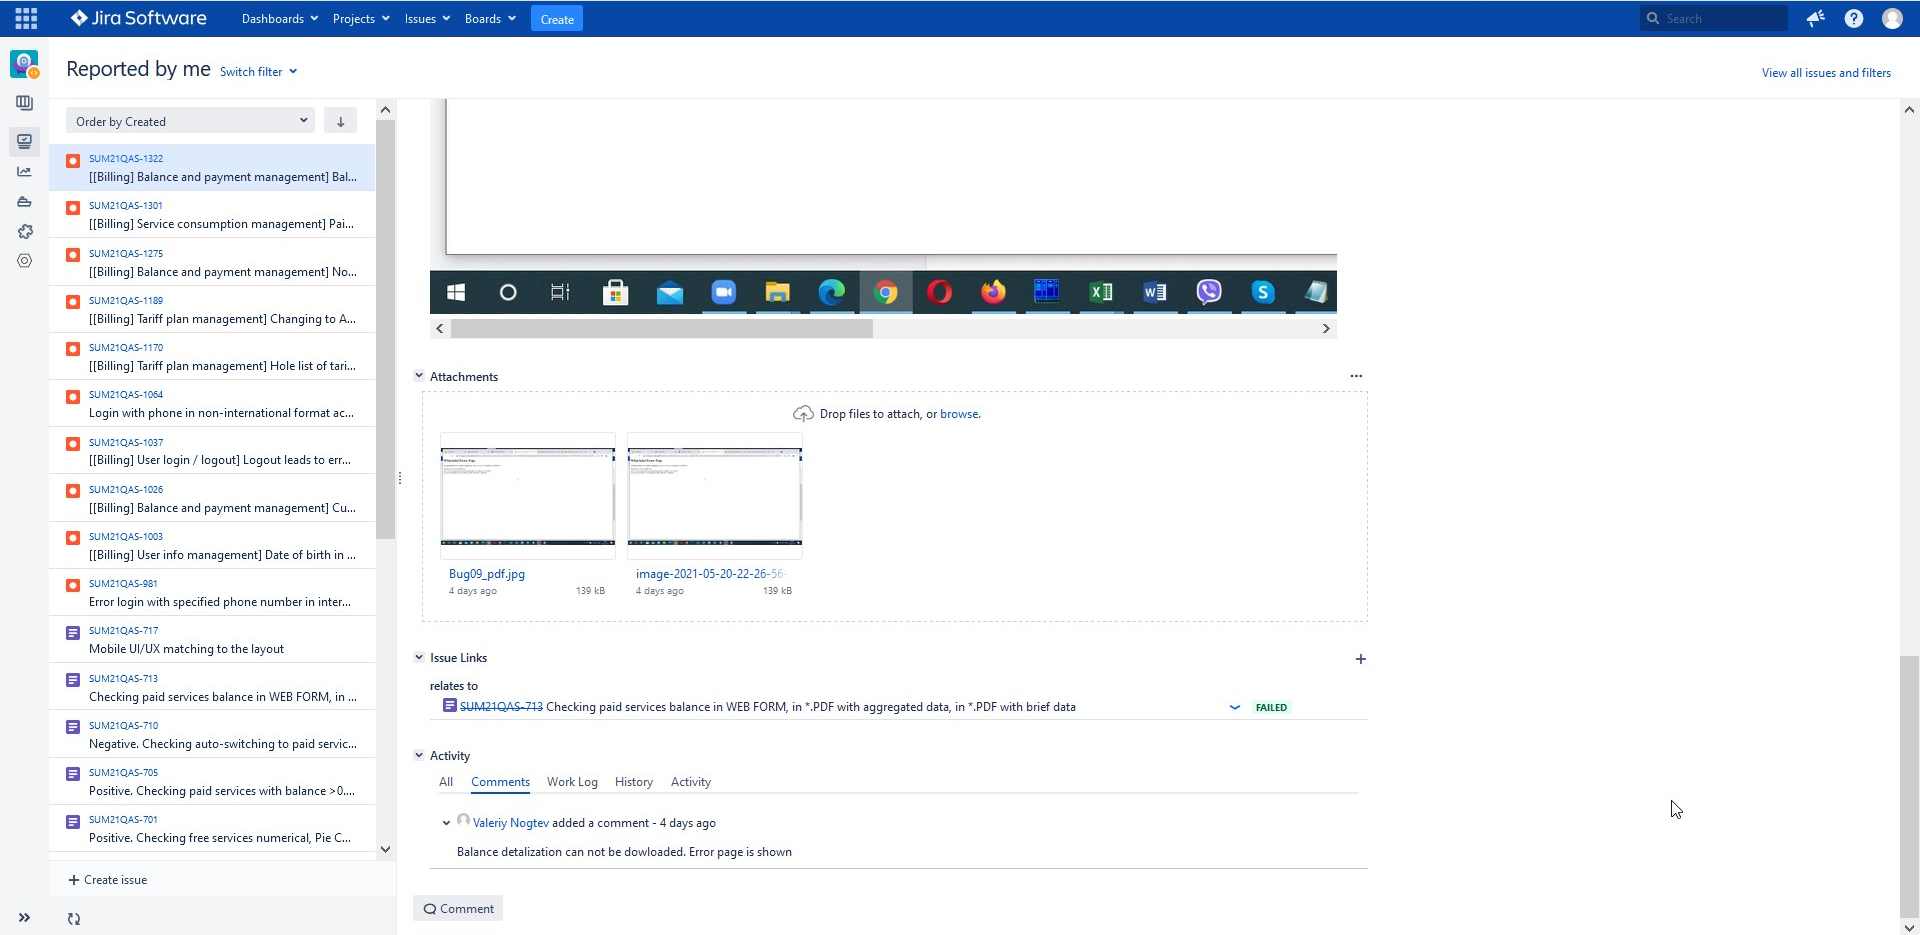 Jira Software
Dashboards
Projects
Issues
Boards
Create
Search
Reported by me
Switch filter
View all issues and filters
Order by Created
SUM21QAS-1322
[[Billing] Balance and payment management] Bal...
SUM21QAS-1301
[[Billing] Service consumption management] Pai...
SUM21QAS-1275
[[Billing] Balance and payment management] No...
SUM21QAS-1189
[[Billing] Tariff plan management] Changing to A...
SUM21QAS-1170
[[Billing] Tariff plan management] Hole list of tari...
SUM21QAS-1064
Login with phone in non-international format ac...
SUM21QAS-1037
[[Billing] User login / logout] Logout leads to err...
SUM21QAS-1026
[[Billing] Balance and payment management] Cu...
SUM21QAS-1003
[[Billing] User info management] Date of birth in ...
SUM21QAS-981
Error login with specified phone number in inter...
SUM21QAS-717
Mobile UI/UX matching to the layout
SUM21QAS-713
Checking paid services balance in WEB FORM, in ...
SUM21QAS-710
Negative. Checking auto-switching to paid servic...
SUM21QAS-705
Positive. Checking paid services with balance >0....
SUM21QAS-701
Positive. Checking free services numerical, Pie C...
Create issue
Attachments
Drop files to attach, or browse.
Bug09_pdf.jpg
4 days ago 139 kB
image-2021-05-20-22-26-56-
4 days ago 139 kB
Issue Links
relates to
SUM21QAS-713 Checking paid services balance in WEB FORM, in *.PDF with aggregated data, in *.PDF with brief data
FAILED
Activity
All
Comments
Work Log
History
Activity
Valeriy Nogtev added a comment - 4 days ago
Balance detalization can not be dowloaded. Error page is shown
Comment